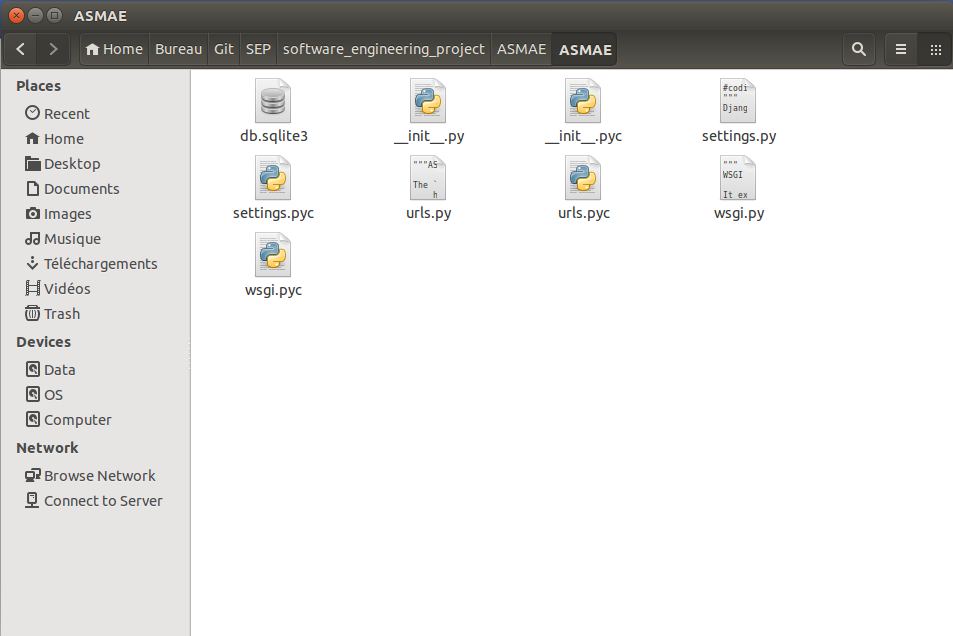 ASMAE
Home Bureau Git SEP software_engineering_project ASMAE ASMAE
Places
Recent
Home
Desktop
Documents
Images
Musique
Téléchargements
Vidéos
Trash
Devices
Data
OS
Computer
Network
Browse Network
Connect to Server
#codi
"""
Djang
db.sqlite3 __init__.py __init__.pyc settings.py
"""AS
The `
h
"""
WSGI
It ex
settings.pyc urls.py urls.pyc wsgi.py
wsgi.pyc